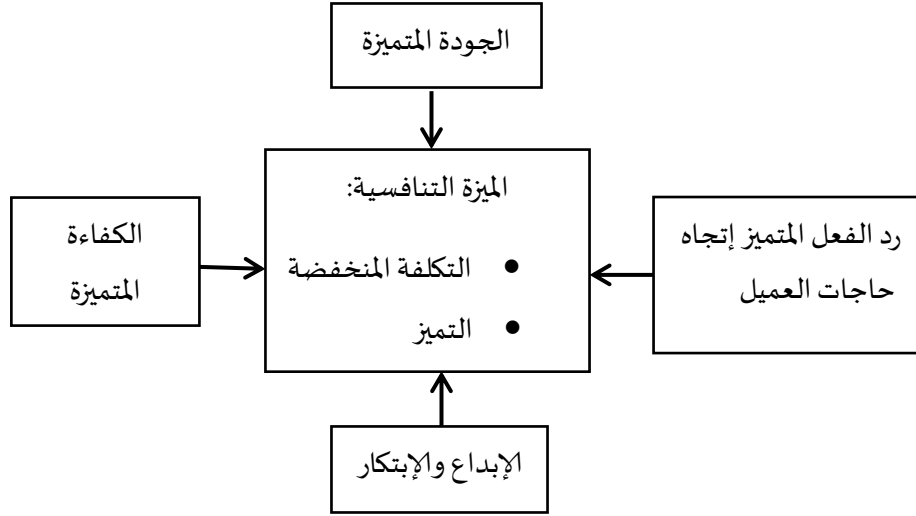 الجودة المتميزة
الميزة التنافسية:
التكلفة المنخفضة
التميز
رد الفعل المتميز إتجاه
حاجات العميل
الكفاءة
المتميزة
الإبداع والإبتكار